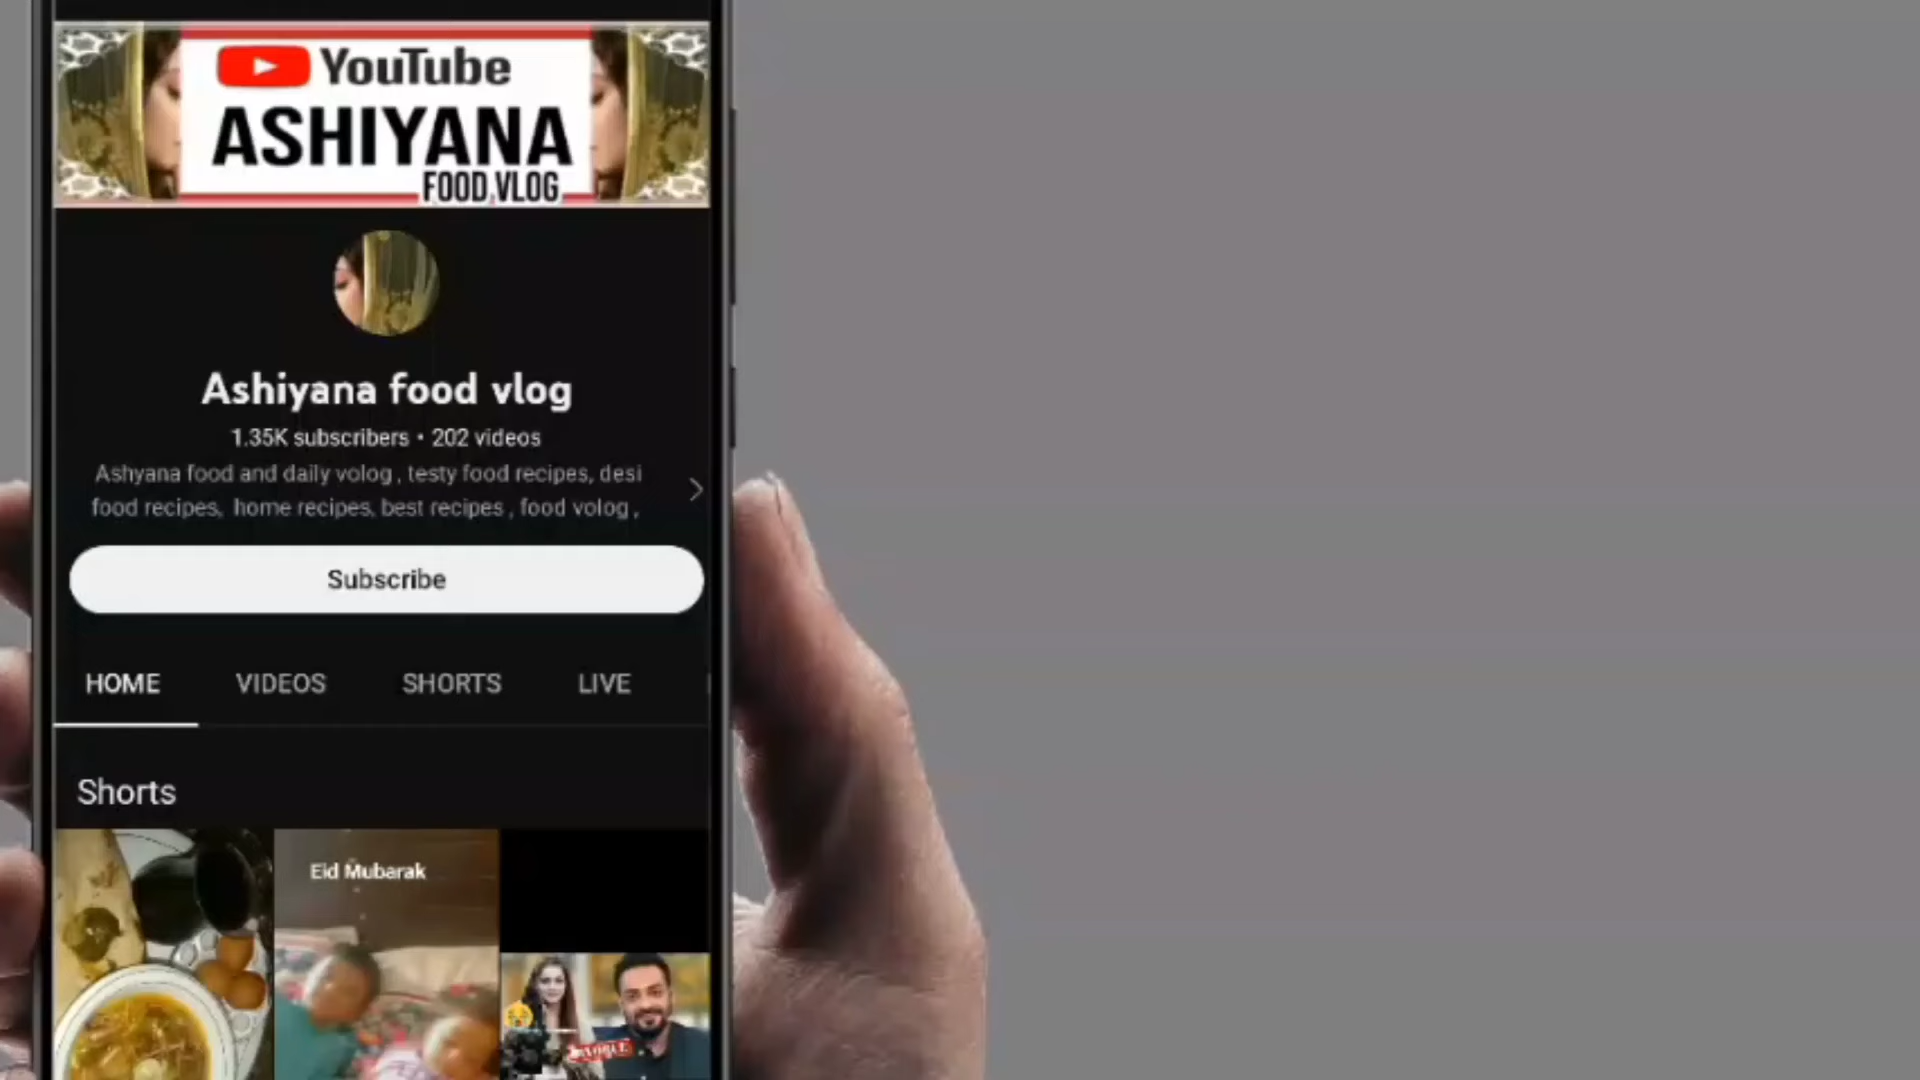 YouTube
ASHIYANA
FOOD VLOG
Ashiyana food vlog
1.35K subscribers • 202 videos
Ashyana food and daily volog , testy food recipes, desi
food recipes, home recipes, best recipes , food volog ,
Subscribe
HOME VIDEOS SHORTS LIVE
Shorts
Eid Mubarak